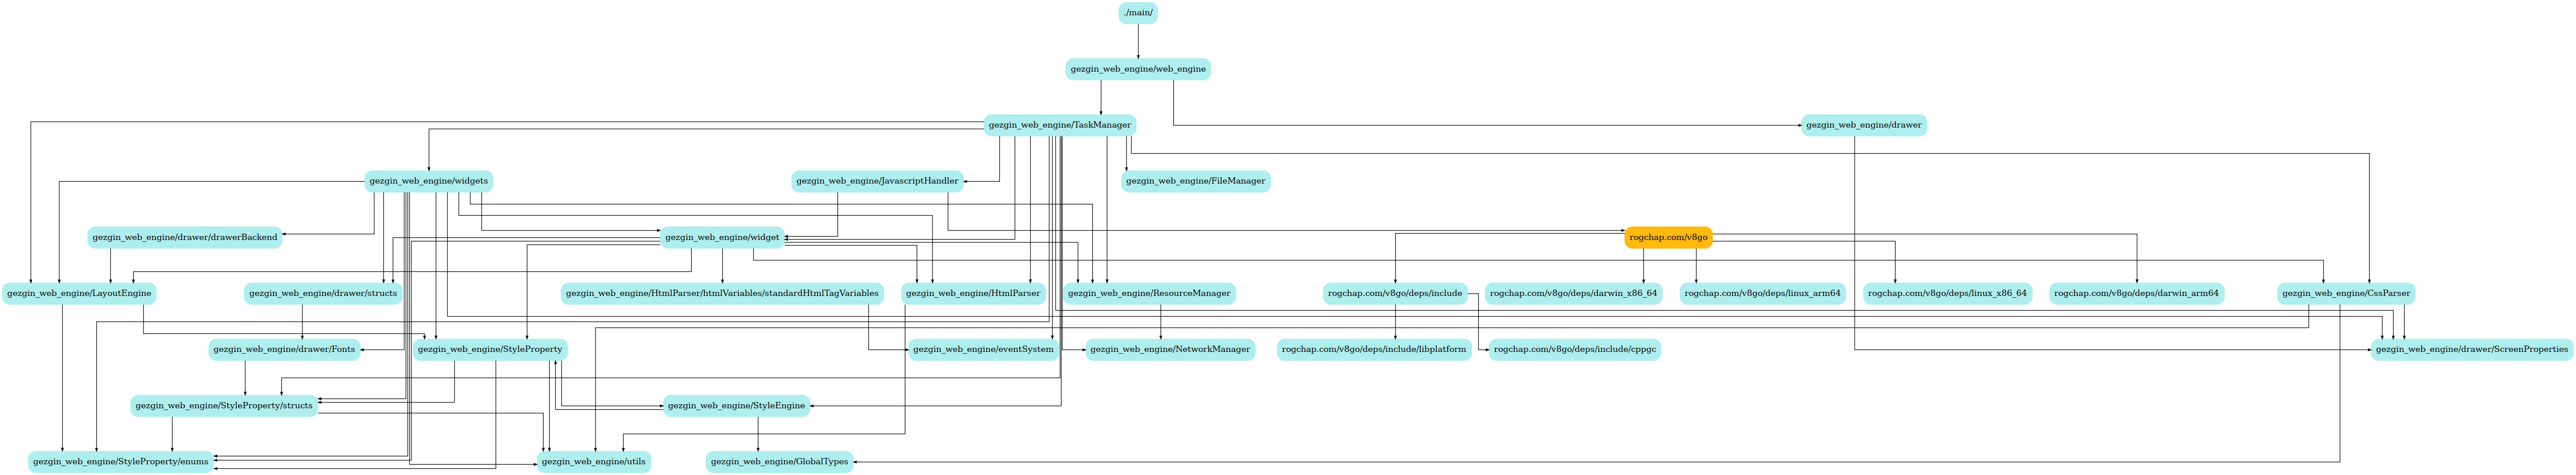 ./main/
gezgin_web_engine/web_engine
gezgin_web_engine/TaskManager
gezgin_web_engine/drawer
gezgin_web_engine/widgets
gezgin_web_engine/JavascriptHandler
gezgin_web_engine/FileManager
gezgin_web_engine/drawer/drawerBackend
gezgin_web_engine/widget
rogchap.com/v8go
gezgin_web_engine/LayoutEngine
gezgin_web_engine/drawer/structs
gezgin_web_engine/HtmlParser/htmlVariables/standardHtmlTagVariables
gezgin_web_engine/HtmlParser
gezgin_web_engine/ResourceManager
rogchap.com/v8go/deps/include
rogchap.com/v8go/deps/darwin_x86_64
rogchap.com/v8go/deps/linux_arm64
rogchap.com/v8go/deps/linux_x86_64
rogchap.com/v8go/deps/darwin_arm64
gezgin_web_engine/CssParser
gezgin_web_engine/drawer/Fonts
gezgin_web_engine/StyleProperty
gezgin_web_engine/eventSystem
gezgin_web_engine/NetworkManager
rogchap.com/v8go/deps/include/libplatform
rogchap.com/v8go/deps/include/cppgc
gezgin_web_engine/drawer/ScreenProperties
gezgin_web_engine/StyleProperty/structs
gezgin_web_engine/StyleEngine
gezgin_web_engine/StyleProperty/enums
gezgin_web_engine/utils
gezgin_web_engine/GlobalTypes